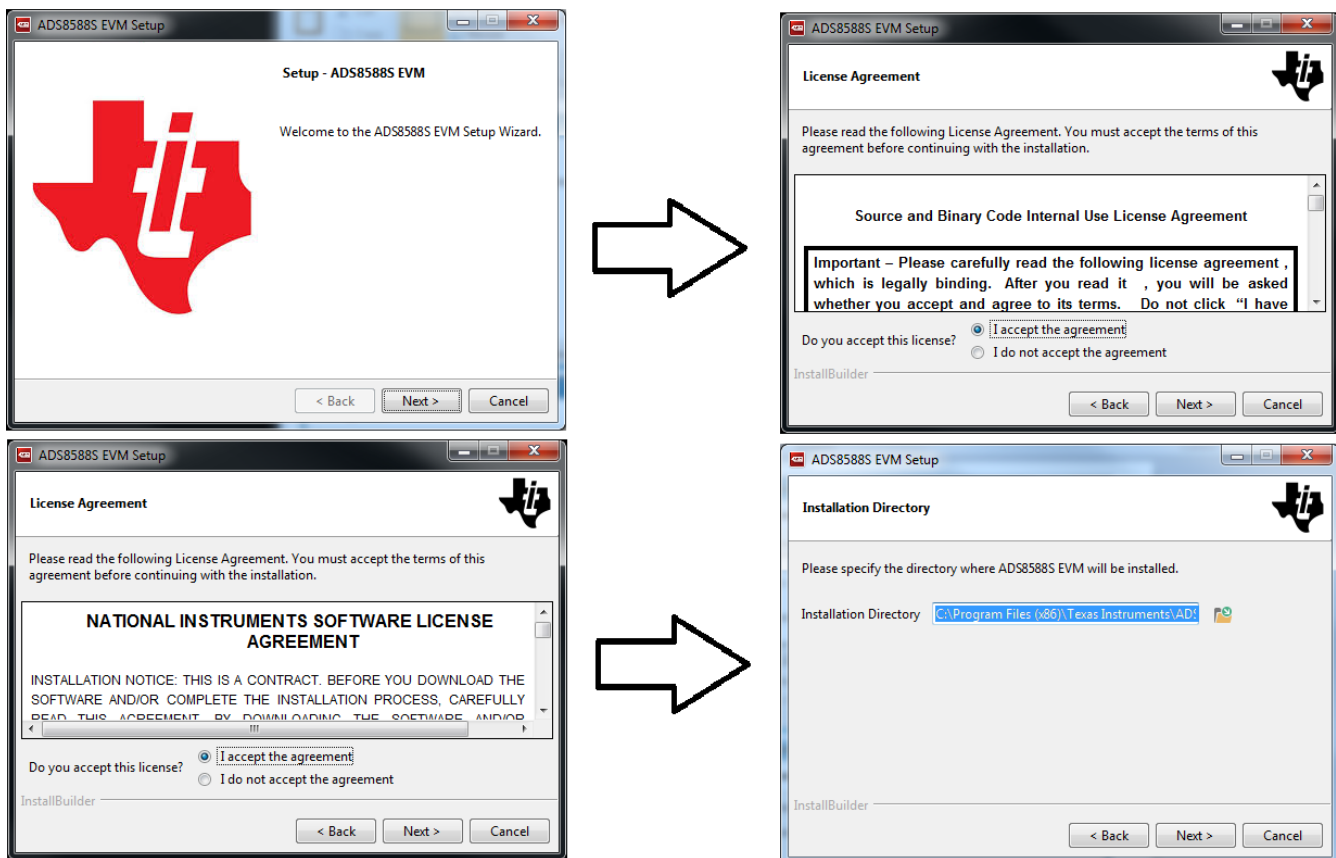 ADS8588S EVM Setup
Setup - ADS8588S EVM
Welcome to the ADS8588S EVM Setup Wizard.
< Back Next > Cancel
ADS8588S EVM Setup
License Agreement
Please read the following License Agreement. You must accept the terms of this
agreement before continuing with the installation.
Source and Binary Code Internal Use License Agreement
Important – Please carefully read the following license agreement ,
which is legally binding. After you read it , you will be asked
whether you accept and agree to its terms. Do not click “I have
Do you accept this license?
I accept the agreement
I do not accept the agreement
InstallBuilder
< Back Next > Cancel
ADS8588S EVM Setup
License Agreement
Please read the following License Agreement. You must accept the terms of this
agreement before continuing with the installation.
NATIONAL INSTRUMENTS SOFTWARE LICENSE
AGREEMENT
INSTALLATION NOTICE: THIS IS A CONTRACT. BEFORE YOU DOWNLOAD THE
SOFTWARE AND/OR COMPLETE THE INSTALLATION PROCESS, CAREFULLY
READ THIS AGREEMENT. BY DOWNLOADING THE SOFTWARE AND/OR
Do you accept this license?
I accept the agreement
I do not accept the agreement
InstallBuilder
< Back Next > Cancel
ADS8588S EVM Setup
Installation Directory
Please specify the directory where ADS8588S EVM will be installed.
Installation Directory C:\Program Files (x86)\Texas Instruments\ADS
InstallBuilder
< Back Next > Cancel